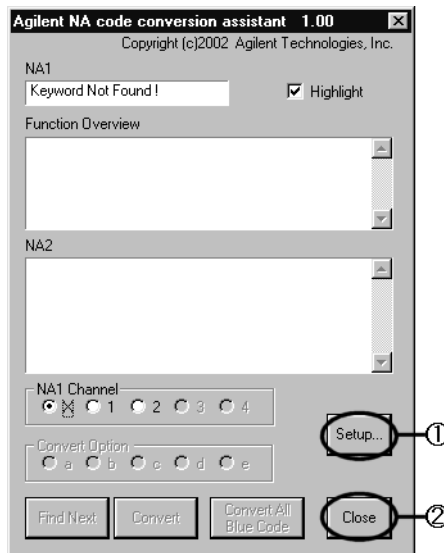 Agilent NA code conversion assistant 1.00
Copyright (c)2002 Agilent Technologies, Inc.
NA1
Keyword Not Found !
Highlight
Function Overview
NA2
NA1 Channel
X 1 2 3 4
Setup... 1
Convert Option
a b c d e
Find Next Convert Convert All Blue Code Close 2